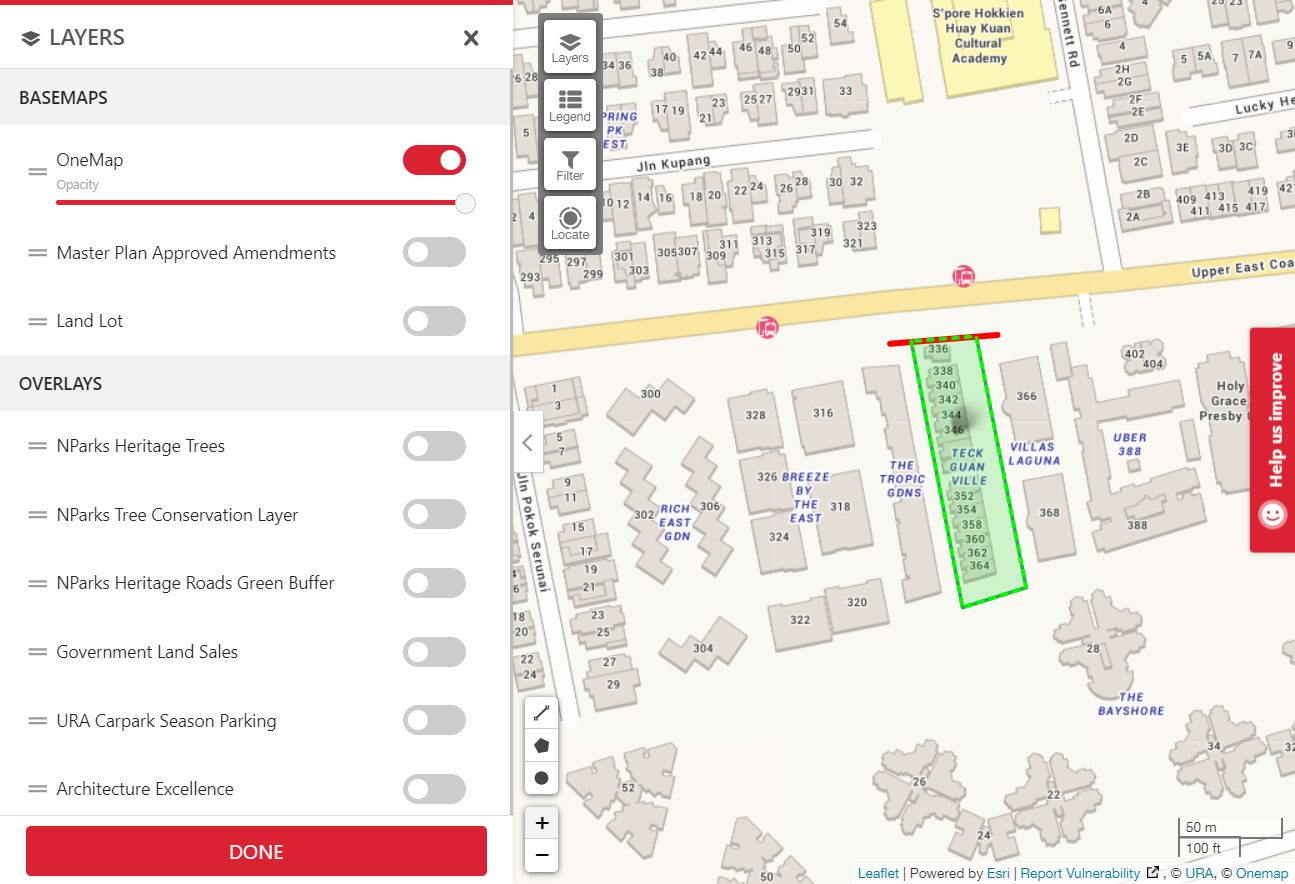 LAYERS
BASEMAPS
OneMap
Opacity
Master Plan Approved Amendments
Land Lot
OVERLAYS
NParks Heritage Trees
NParks Tree Conservation Layer
NParks Heritage Roads Green Buffer
Government Land Sales
URA Carpark Season Parking
Architecture Excellence
DONE
Layers
Legend
Filter
Locate
S'pore Hokkien
Huay Kuan
Cultural
Academy
ennett Rd
6A
6
4
2H
2G
2F
2E
2D
2C
2B
2A
5
5A
7
7A
9
Lucky He
3E
3D
3C
409
411
413
415
419
417
54
52
50
48
46
44
42
40
38
36
34
26
28
17
19
21
23
25
27
29
31
33
5
PRING
PK
EST
Jln Kupang
4
10
12
14
16
18
20
22
24
26
28
30
32
293
295
297
299
301
303
305
307
309
311
313
315
317
319
321
323
Upper East Coa
1
3
5
7
9
11
15
17
19
21
23
25
27
29
18
20
22
24
Jln Pokok Serunai
300
302
RICH
EAST
GDN
306
304
328
316
326
BREEZE
BY
THE
EAST
318
324
322
320
THE
TROPIC
GDNS
336
338
340
342
344
346
TECK
GUAN
VILLE
352
354
358
360
362
364
366
VILLAS
LAGUNA
368
402
404
UBER
388
388
Holy
Grace
Presby
28
THE
BAYSHORE
34
32
26
22
24
52
50
+
−
50 m
100 ft
Leaflet | Powered by Esri | Report Vulnerability , © URA, © Onemap
Help us improve